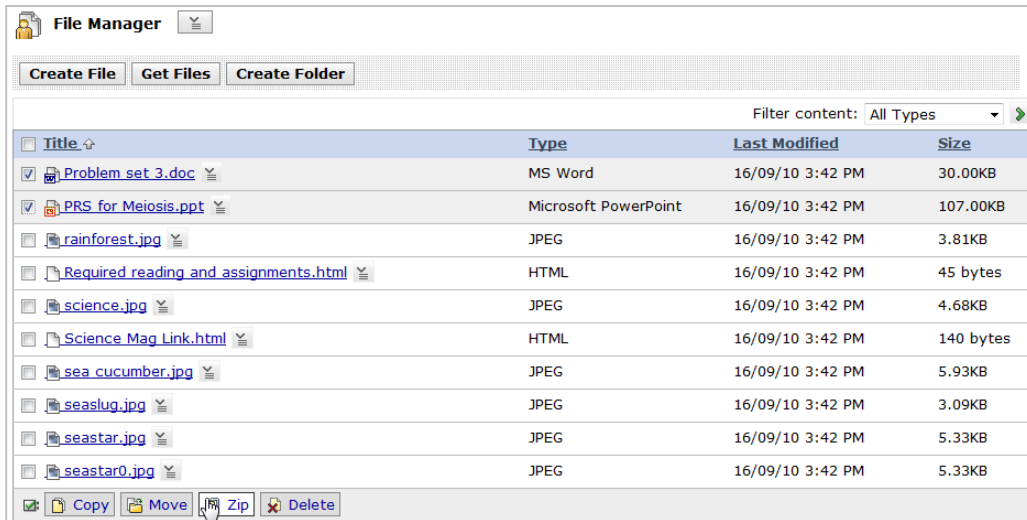 File Manager
Create File Get Files Create Folder
Filter content: All Types
Title Type Last Modified Size
Problem set 3.doc MS Word 16/09/10 3:42 PM 30.00KB
PRS for Meiosis.ppt Microsoft PowerPoint 16/09/10 3:42 PM 107.00KB
rainforest.jpg JPEG 16/09/10 3:42 PM 3.81KB
Required reading and assignments.html HTML 16/09/10 3:42 PM 45 bytes
science.jpg JPEG 16/09/10 3:42 PM 4.68KB
Science Mag Link.html HTML 16/09/10 3:42 PM 140 bytes
sea cucumber.jpg JPEG 16/09/10 3:42 PM 5.93KB
seaslug.jpg JPEG 16/09/10 3:42 PM 3.09KB
seastar.jpg JPEG 16/09/10 3:42 PM 5.33KB
seastar0.jpg JPEG 16/09/10 3:42 PM 5.33KB
Copy Move Zip Delete